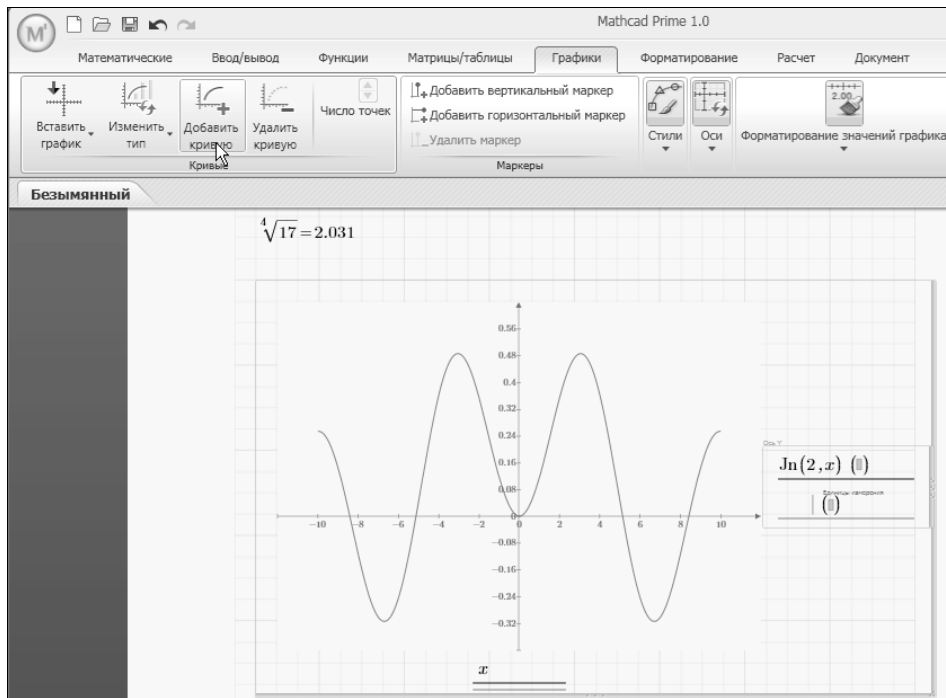 Mathcad Prime 1.0
Математические Ввод/вывод Функции Матрицы/таблицы Графики Форматирование Расчет Документ
Вставить график
Изменить тип
Добавить кривую
Удалить кривую
Число точек
Кривые
Добавить вертикальный маркер
Добавить горизонтальный маркер
Удалить маркер
Маркеры
Стили
Оси
2.00
Форматирование значений графика
Безымянный
∜17=2.031
0.56
0.48
0.4
0.32
0.24
0.16
0.08
0
-10 -8 -6 -4 -2 0 2 4 6 8 10
-0.08
-0.16
-0.24
-0.32
Ось Y
Jn(2,x) ()
Единицы измерения
()
x